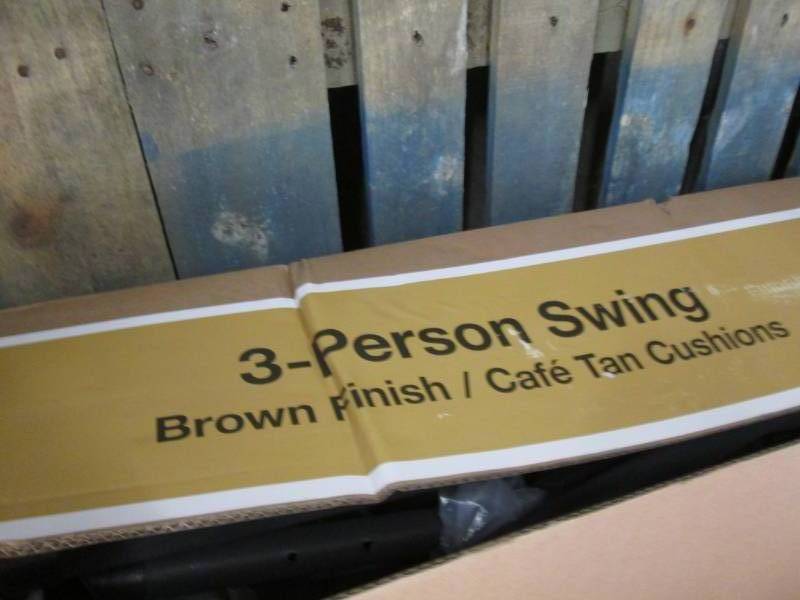 3-Person Swing
Brown Finish / Café Tan Cushions